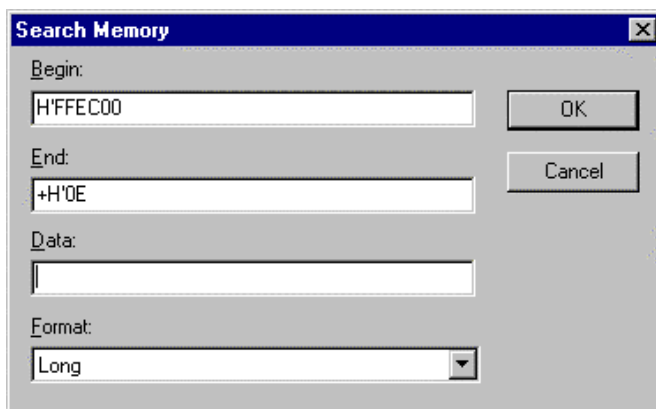 Search Memory
Begin:
H'FFEC00
OK
End:
Cancel
+H'0E
Data:
Format:
Long